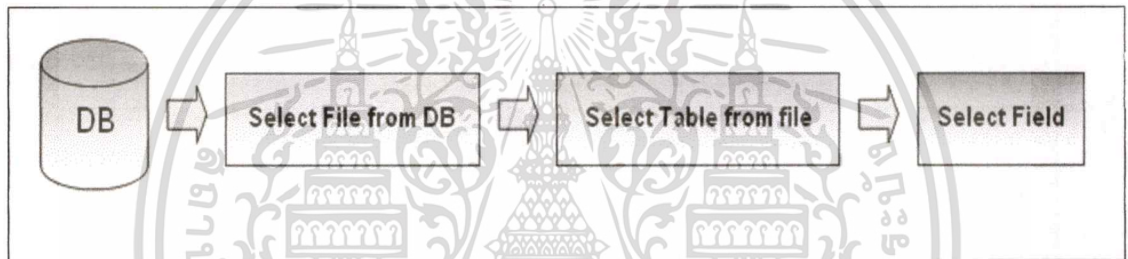 DB
Select File from DB
Select Table from file
Select Field